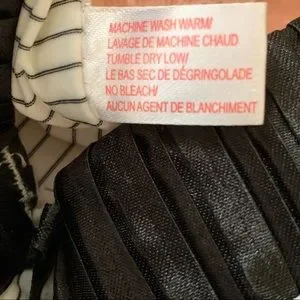 MACHINE WASH WARM/
LAVAGE DE MACHINE CHAUD
TUMBLE DRY LOW/
LE BAS SEC DE DÉGRINGOLADE
NO BLEACH/
AUCUN AGENT DE BLANCHIMENT